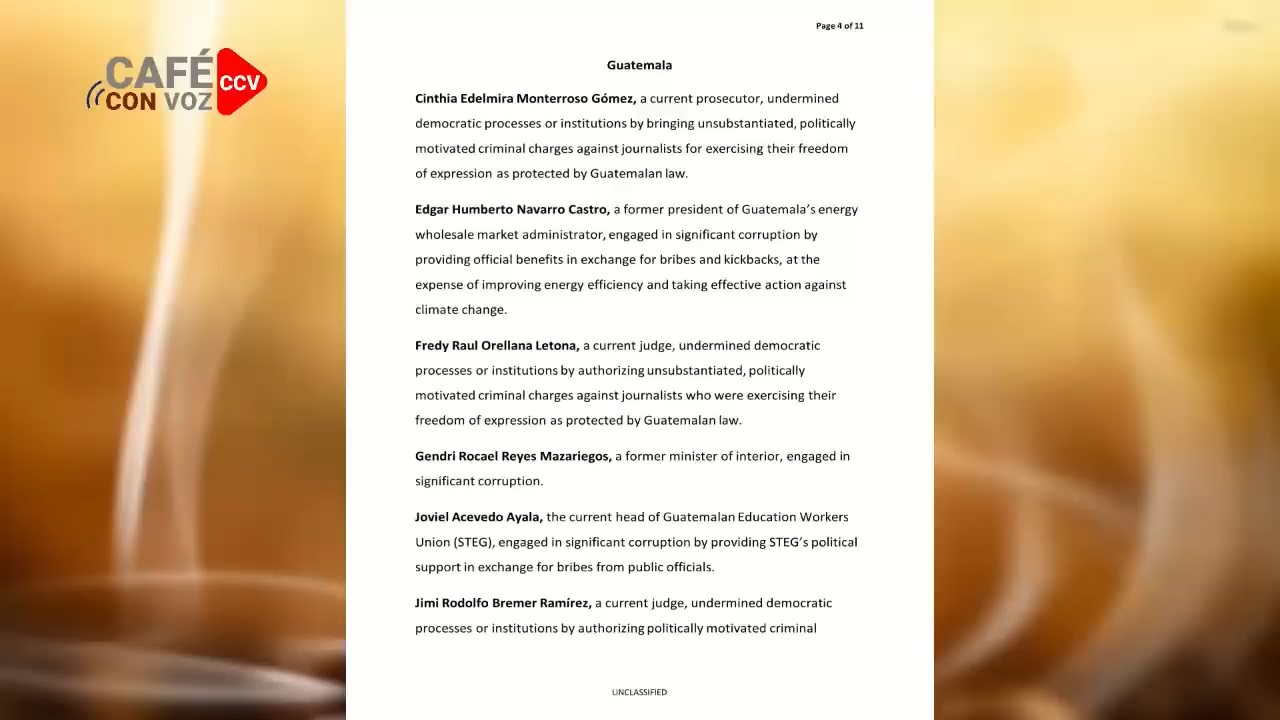 CAFÉ
CON VOZ
CCV
Page 4 of 11
Guatemala
Cinthia Edelmira Monterroso Gómez, a current prosecutor, undermined
democratic processes or institutions by bringing unsubstantiated, politically
motivated criminal charges against journalists for exercising their freedom
of expression as protected by Guatemalan law.
Edgar Humberto Navarro Castro, a former president of Guatemala's energy
wholesale market administrator, engaged in significant corruption by
providing official benefits in exchange for bribes and kickbacks, at the
expense of improving energy efficiency and taking effective action against
climate change.
Fredy Raul Orellana Letona, a current judge, undermined democratic
processes or institutions by authorizing unsubstantiated, politically
motivated criminal charges against journalists who were exercising their
freedom of expression as protected by Guatemalan law.
Gendri Rocael Reyes Mazariegos, a former minister of interior, engaged in
significant corruption.
Joviel Acevedo Ayala, the current head of Guatemalan Education Workers
Union (STEG), engaged in significant corruption by providing STEG's political
support in exchange for bribes from public officials.
Jimi Rodolfo Bremer Ramírez, a current judge, undermined democratic
processes or institutions by authorizing politically motivated criminal
UNCLASSIFIED